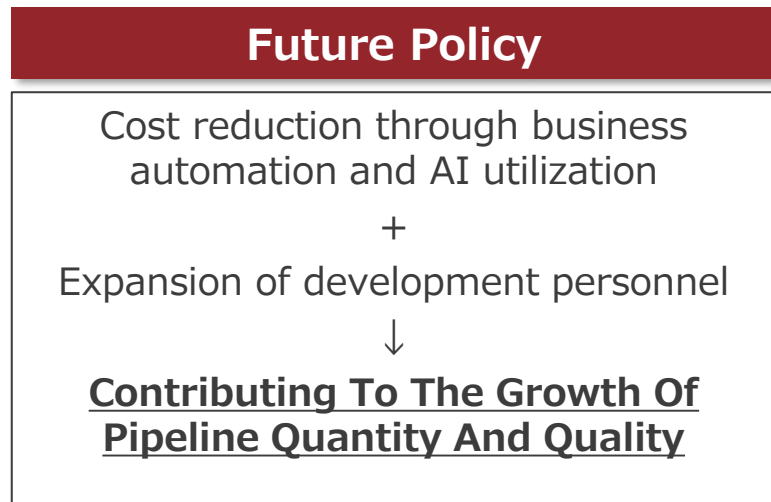 Future Policy
Cost reduction through business
automation and AI utilization
+
Expansion of development personnel
↓
Contributing To The Growth Of
Pipeline Quantity And Quality